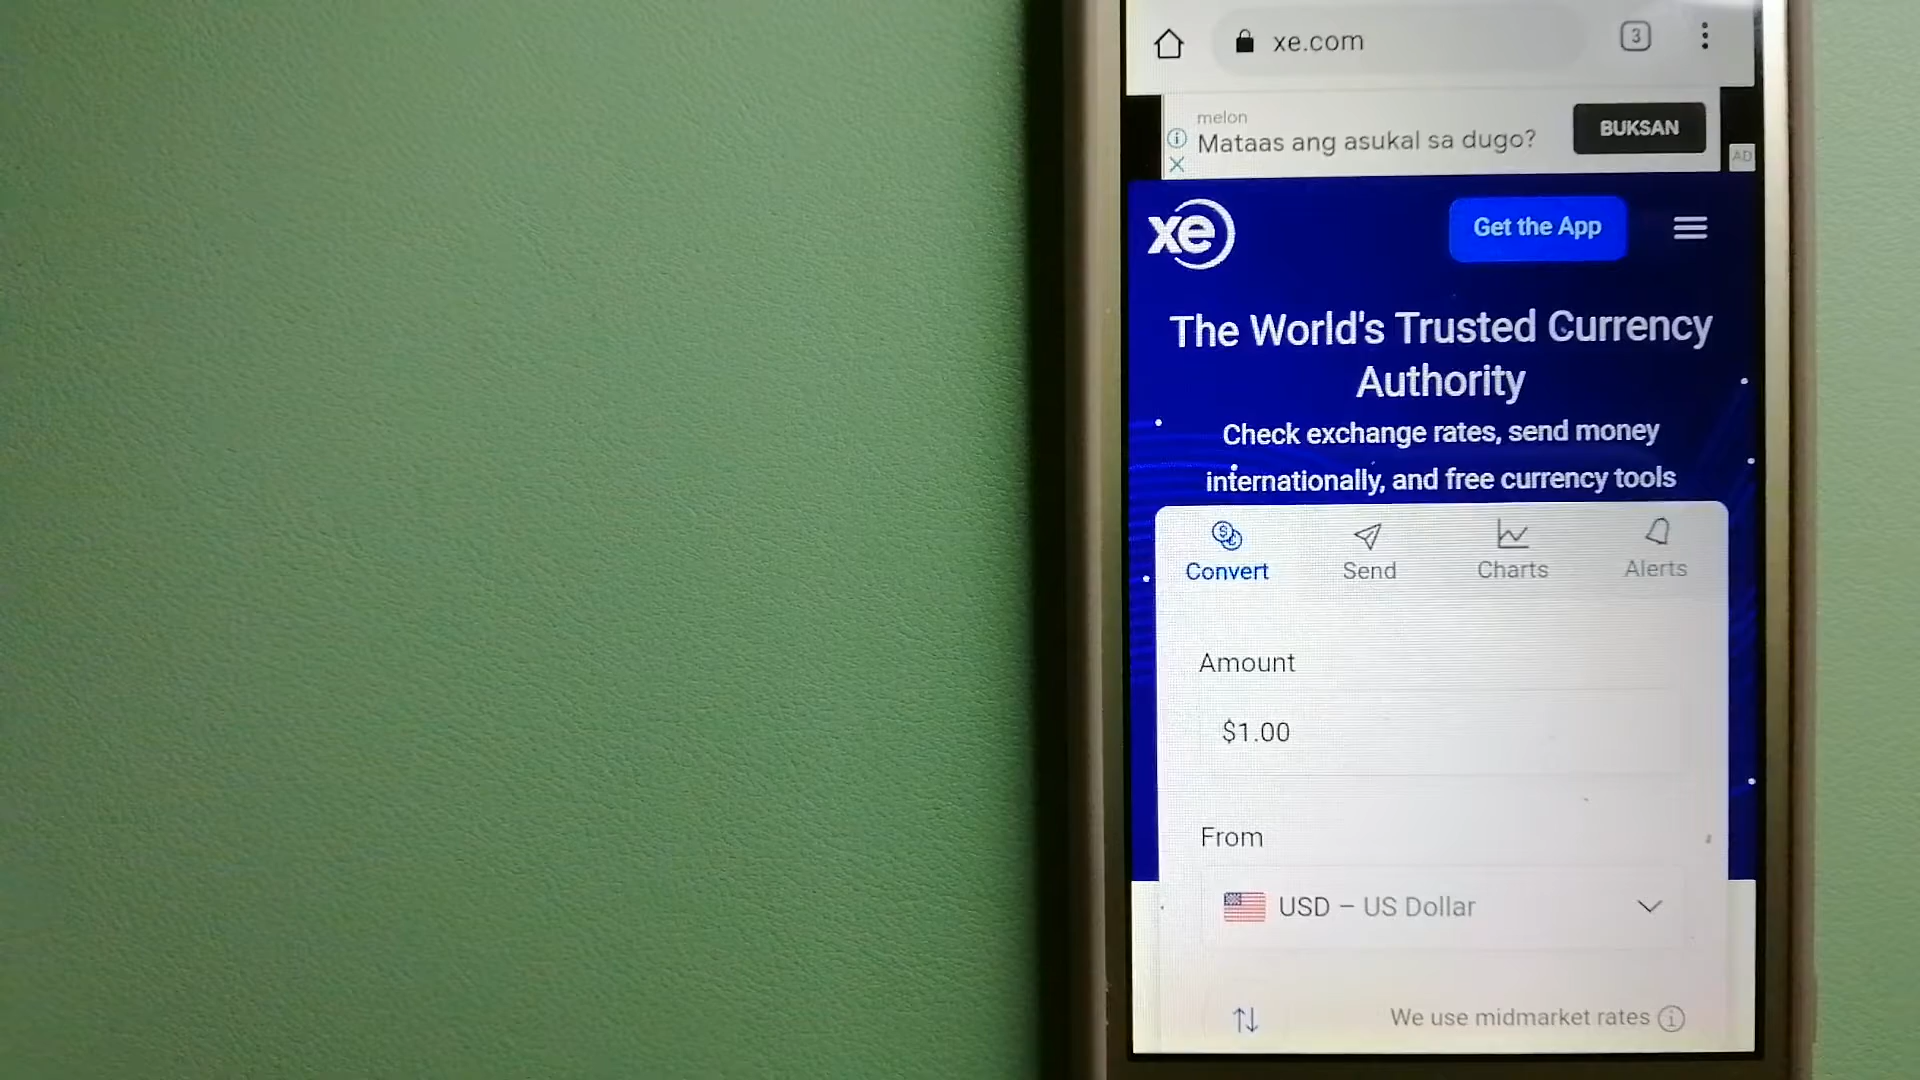 xe.com
3
melon
Mataas ang asukal sa dugo?
BUKSAN
AD
xe
Get the App
The World's Trusted Currency
Authority
Check exchange rates, send money
internationally, and free currency tools
Convert
Send
Charts
Alerts
Amount
$1.00
From
USD – US Dollar
We use midmarket rates